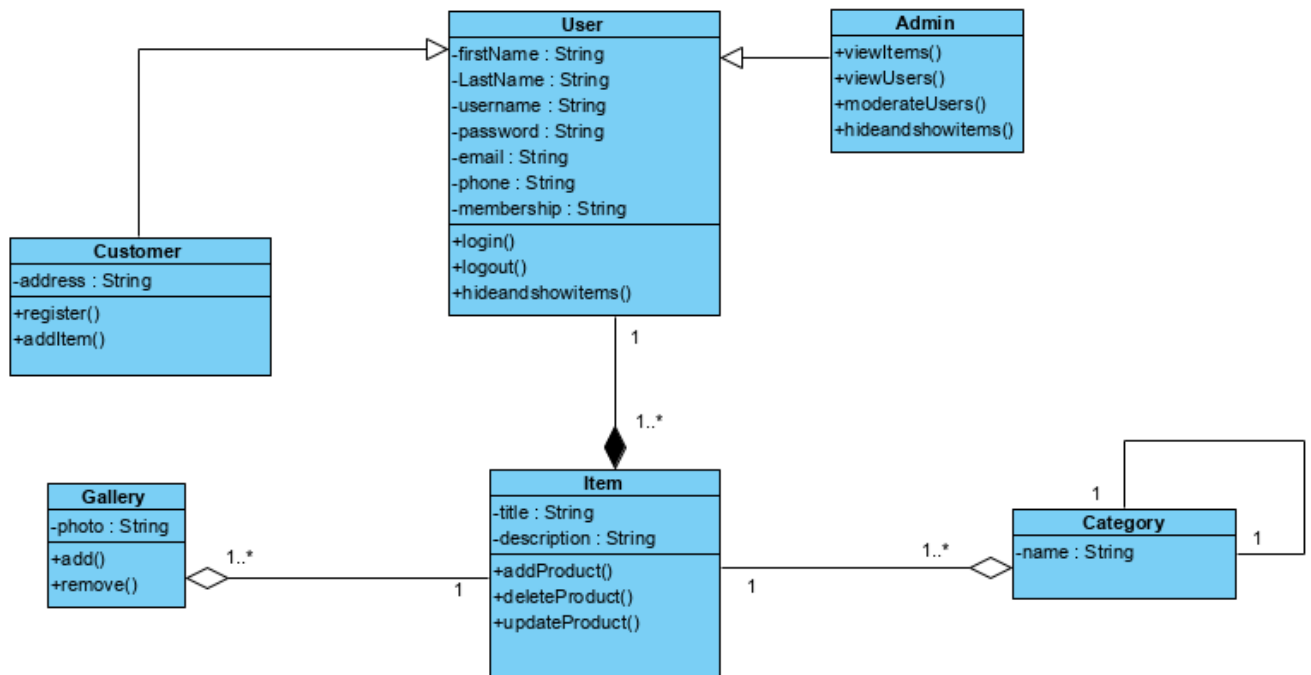 User
-firstName : String
-LastName : String
-username : String
-password : String
-email : String
-phone : String
-membership : String
+login()
+logout()
+hideandshowitems()
Admin
+viewItems()
+viewUsers()
+moderateUsers()
+hideandshowitems()
Customer
-address : String
+register()
+addItem()
1
1..*
Gallery
-photo : String
+add()
+remove()
1..*
1
Item
-title : String
-description : String
+addProduct()
+deleteProduct()
+updateProduct()
1
1..*
Category
-name : String
1
1